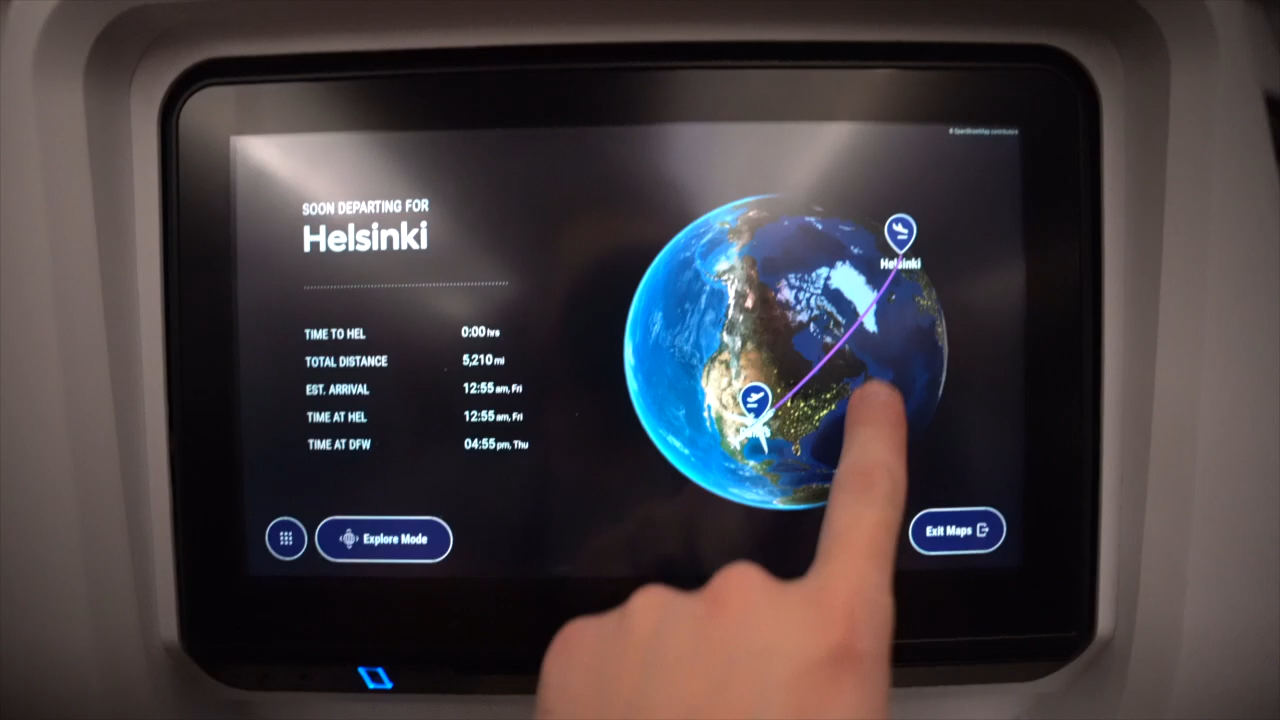 © OpenStreetMap contributors
SOON DEPARTING FOR
Helsinki
Helsinki
TIME TO HEL 0:00 hrs
TOTAL DISTANCE 5,210 mi
EST. ARRIVAL 12:55 am, Fri
TIME AT HEL 12:55 am, Fri
TIME AT DFW 04:55 pm, Thu
Explore Mode
Exit Maps